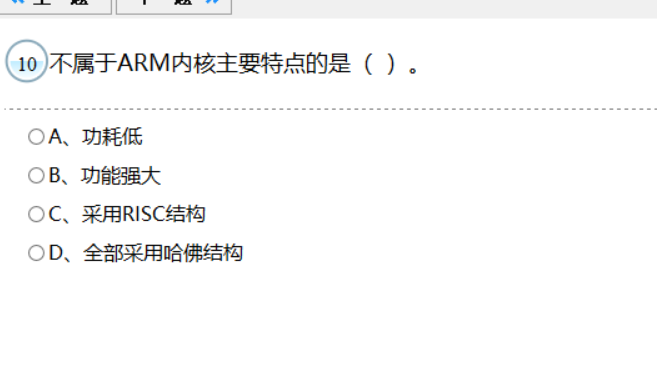 10 不属于ARM内核主要特点的是（ ）。
A、功耗低
B、功能强大
C、采用RISC结构
D、全部采用哈佛结构